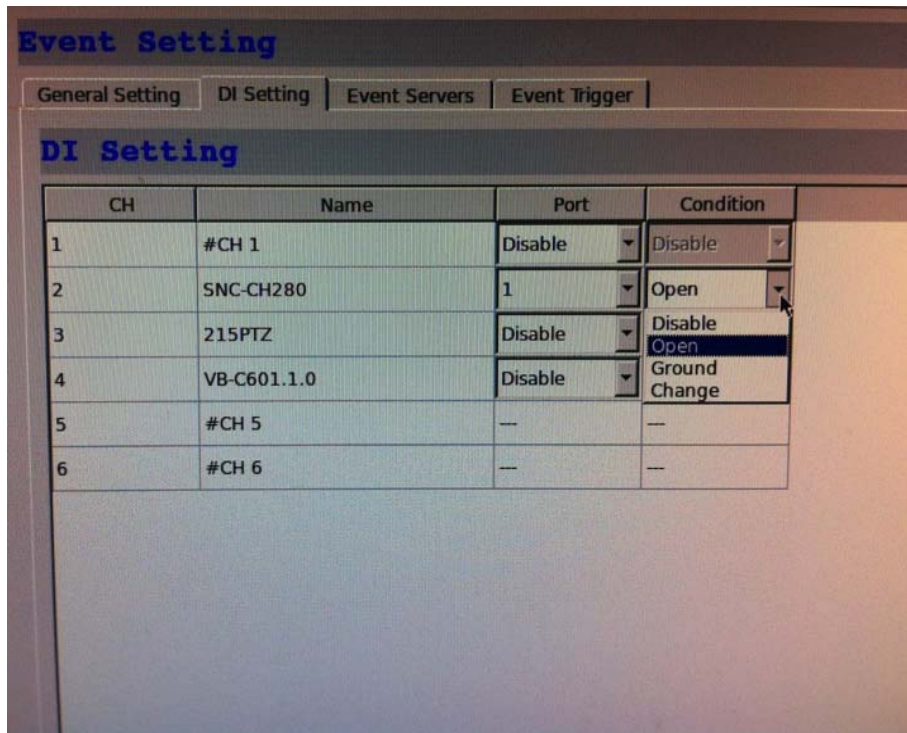 Event Setting
General Setting DI Setting Event Servers Event Trigger
DI Setting
CH Name Port Condition
1 #CH 1 Disable Disable
2 SNC-CH280 1 Open
3 215PTZ Disable Disable
Open
4 VB-C601.1.0 Disable Ground
Change
5 #CH 5 --- ---
6 #CH 6 --- ---